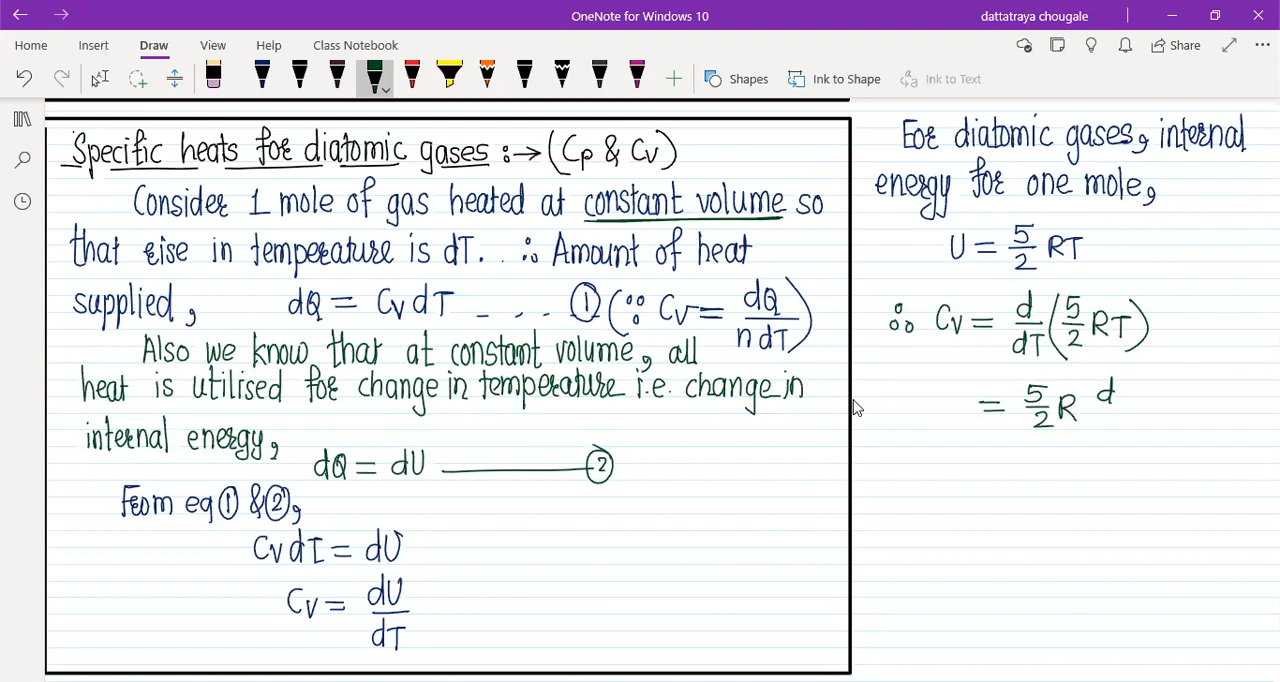 OneNote for Windows 10
dattatraya chougale
Home Insert Draw View Help Class Notebook
Share
Shapes Ink to Shape Ink to Text
Specific heats for diatomic gases :→ (Cp & Cv)
Consider 1 mole of gas heated at constant volume so
that rise in temperature is dT. ∴ Amount of heat
supplied, dQ = Cv dT - - - - ① (∵ Cv = dQ/n dT)
Also we know that at constant volume, all
heat is utilised for change in temperature i.e. change in
internal energy,
dQ = dU ——— ②
From eq ① & ②,
Cv dT = dU
Cv = dU/dT
For diatomic gases, internal
energy for one mole,
U = 5/2 RT
∴ Cv = d/dT (5/2 RT)
= 5/2 R d